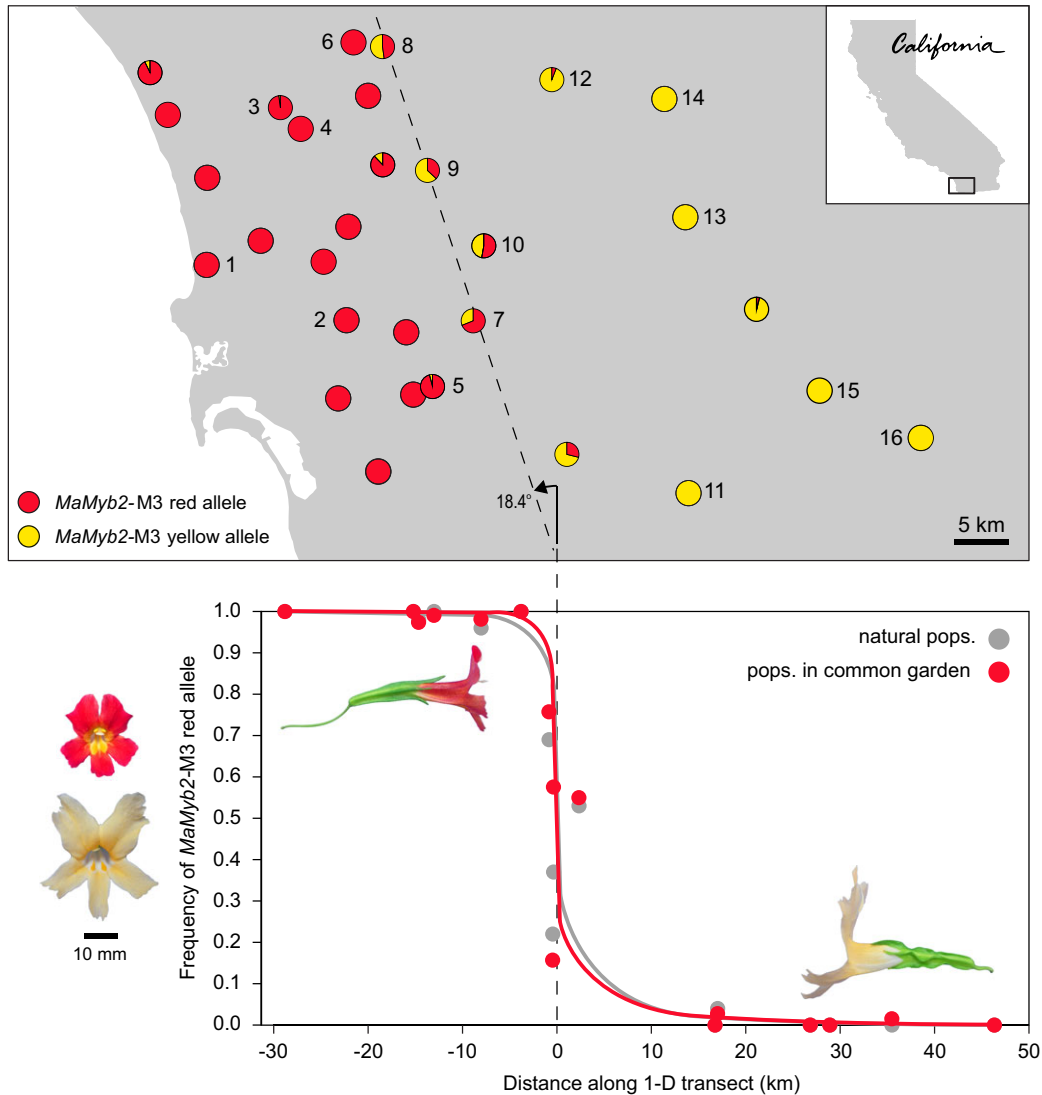 California
6
8
12
14
3
4
9
13
10
1
2
7
5
15
16
11
18.4°
MaMyb2-M3 red allele
MaMyb2-M3 yellow allele
5 km
natural pops.
pops. in common garden
10 mm
Frequency of MaMyb2-M3 red allele
1.0
0.9
0.8
0.7
0.6
0.5
0.4
0.3
0.2
0.1
0.0
-30 -20 -10 0 10 20 30 40 50
Distance along 1-D transect (km)